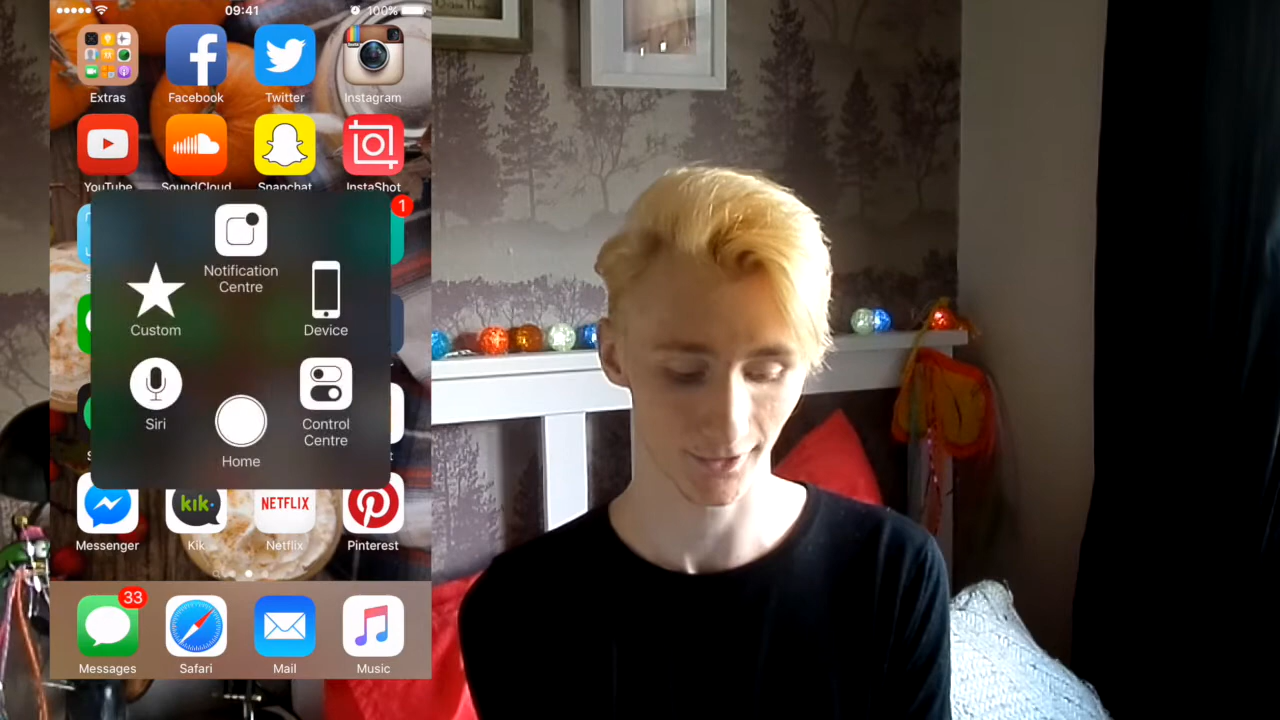 09:41
100%
Extras
Facebook
Twitter
Instagram
YouTube
SoundCloud
Snapchat
InstaShot
1
Notification
Centre
Custom
Device
Siri
Control
Centre
Home
kik
NETFLIX
Messenger
Kik
Netflix
Pinterest
33
Messages
Safari
Mail
Music